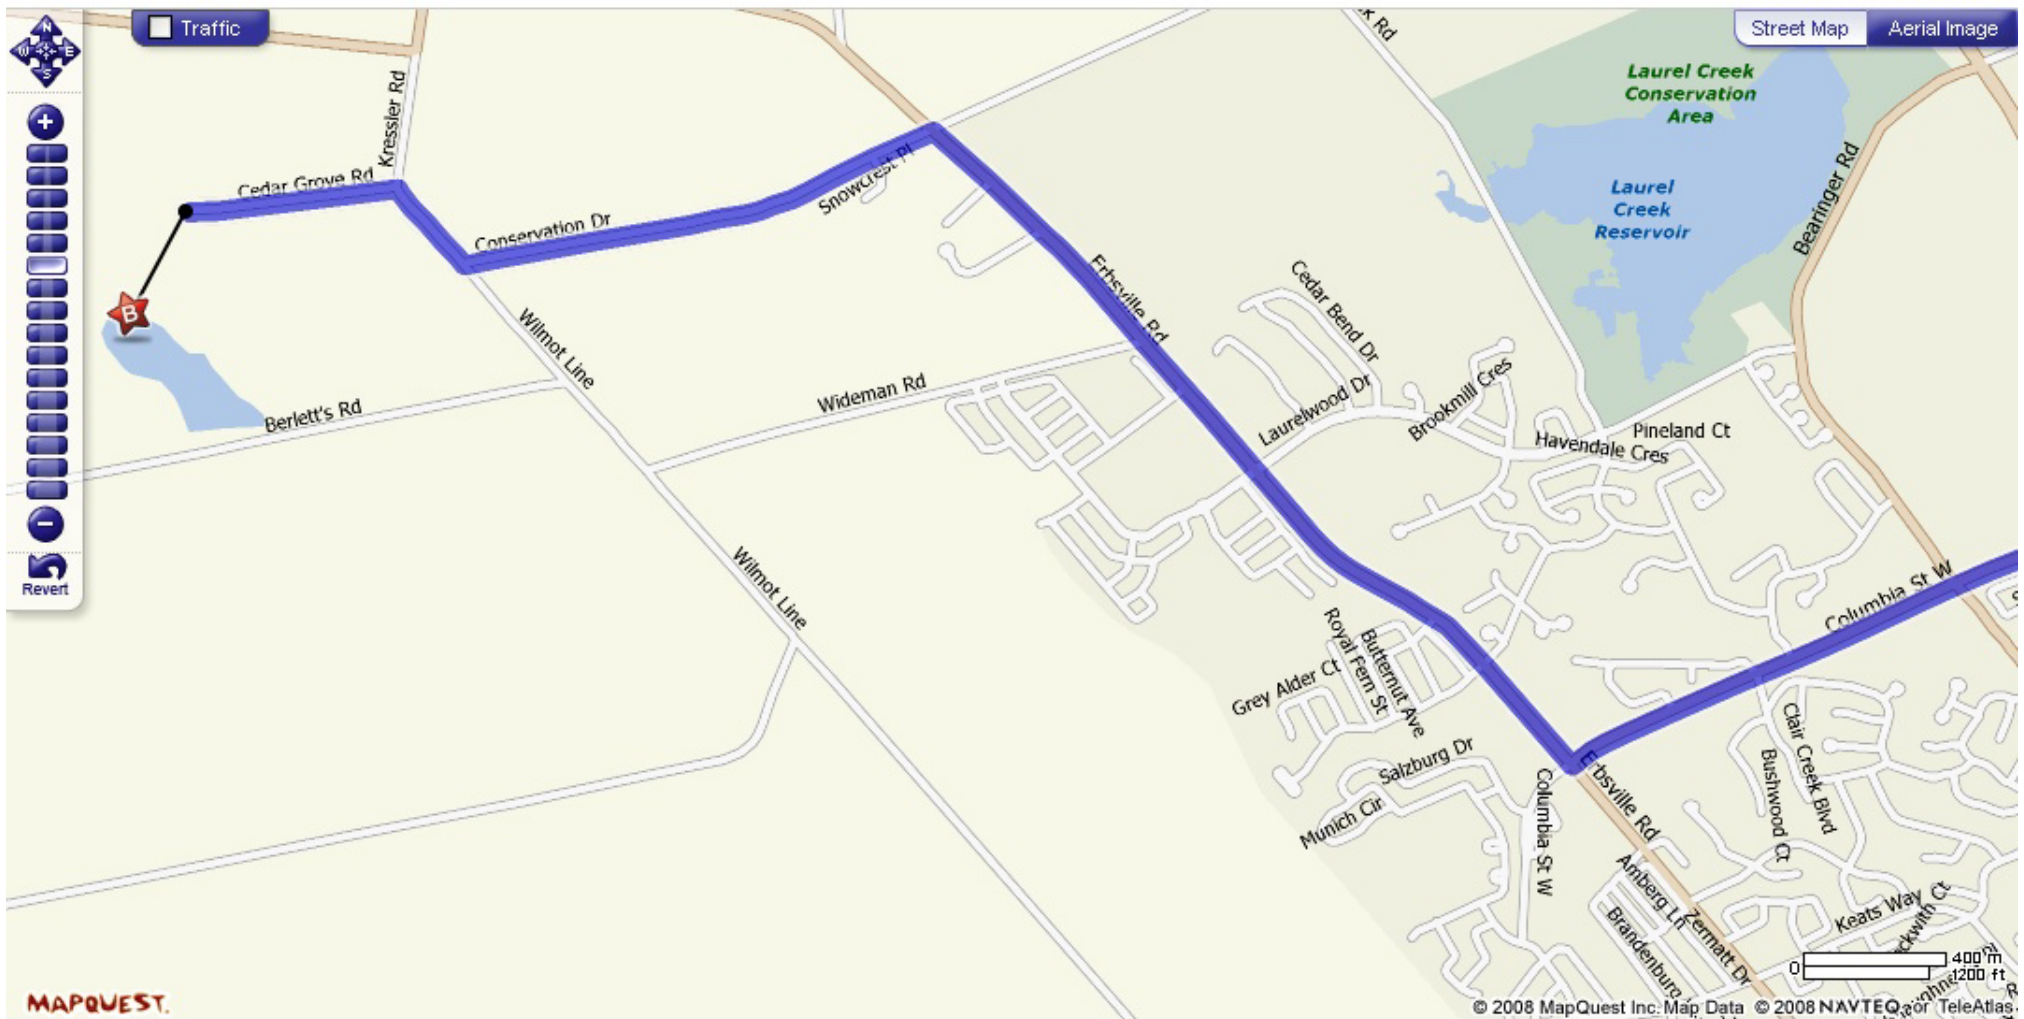 N
W
E
S
Traffic
Street Map
Aerial Image
Kressler Rd
k Rd
Laurel Creek
Conservation
Area
Laurel
Creek
Reservoir
Bearinger Rd
Cedar Grove Rd
Snowcrest Pl
Conservation Dr
Erbsville Rd
B
Wilmot Line
Cedar Bend Dr
Wideman Rd
Laurelwood Dr
Brookmill Cres
Berlett's Rd
Havendale Cres
Pineland Ct
Revert
Wilmot Line
Columbia St W
Royal Fern St
Butternut Ave
Grey Alder Ct
Salzburg Dr
Munich Cir
Columbia St W
Erbsville Rd
Clair Creek Blvd
Bushwood Ct
Amberg Ln
Zermatt Dr
Brandenburg
Keats Way
ckwith Ct
0
400 m
1200 ft
MAPQUEST.
© 2008 MapQuest Inc. Map Data © 2008 NAVTEQ or TeleAtlas